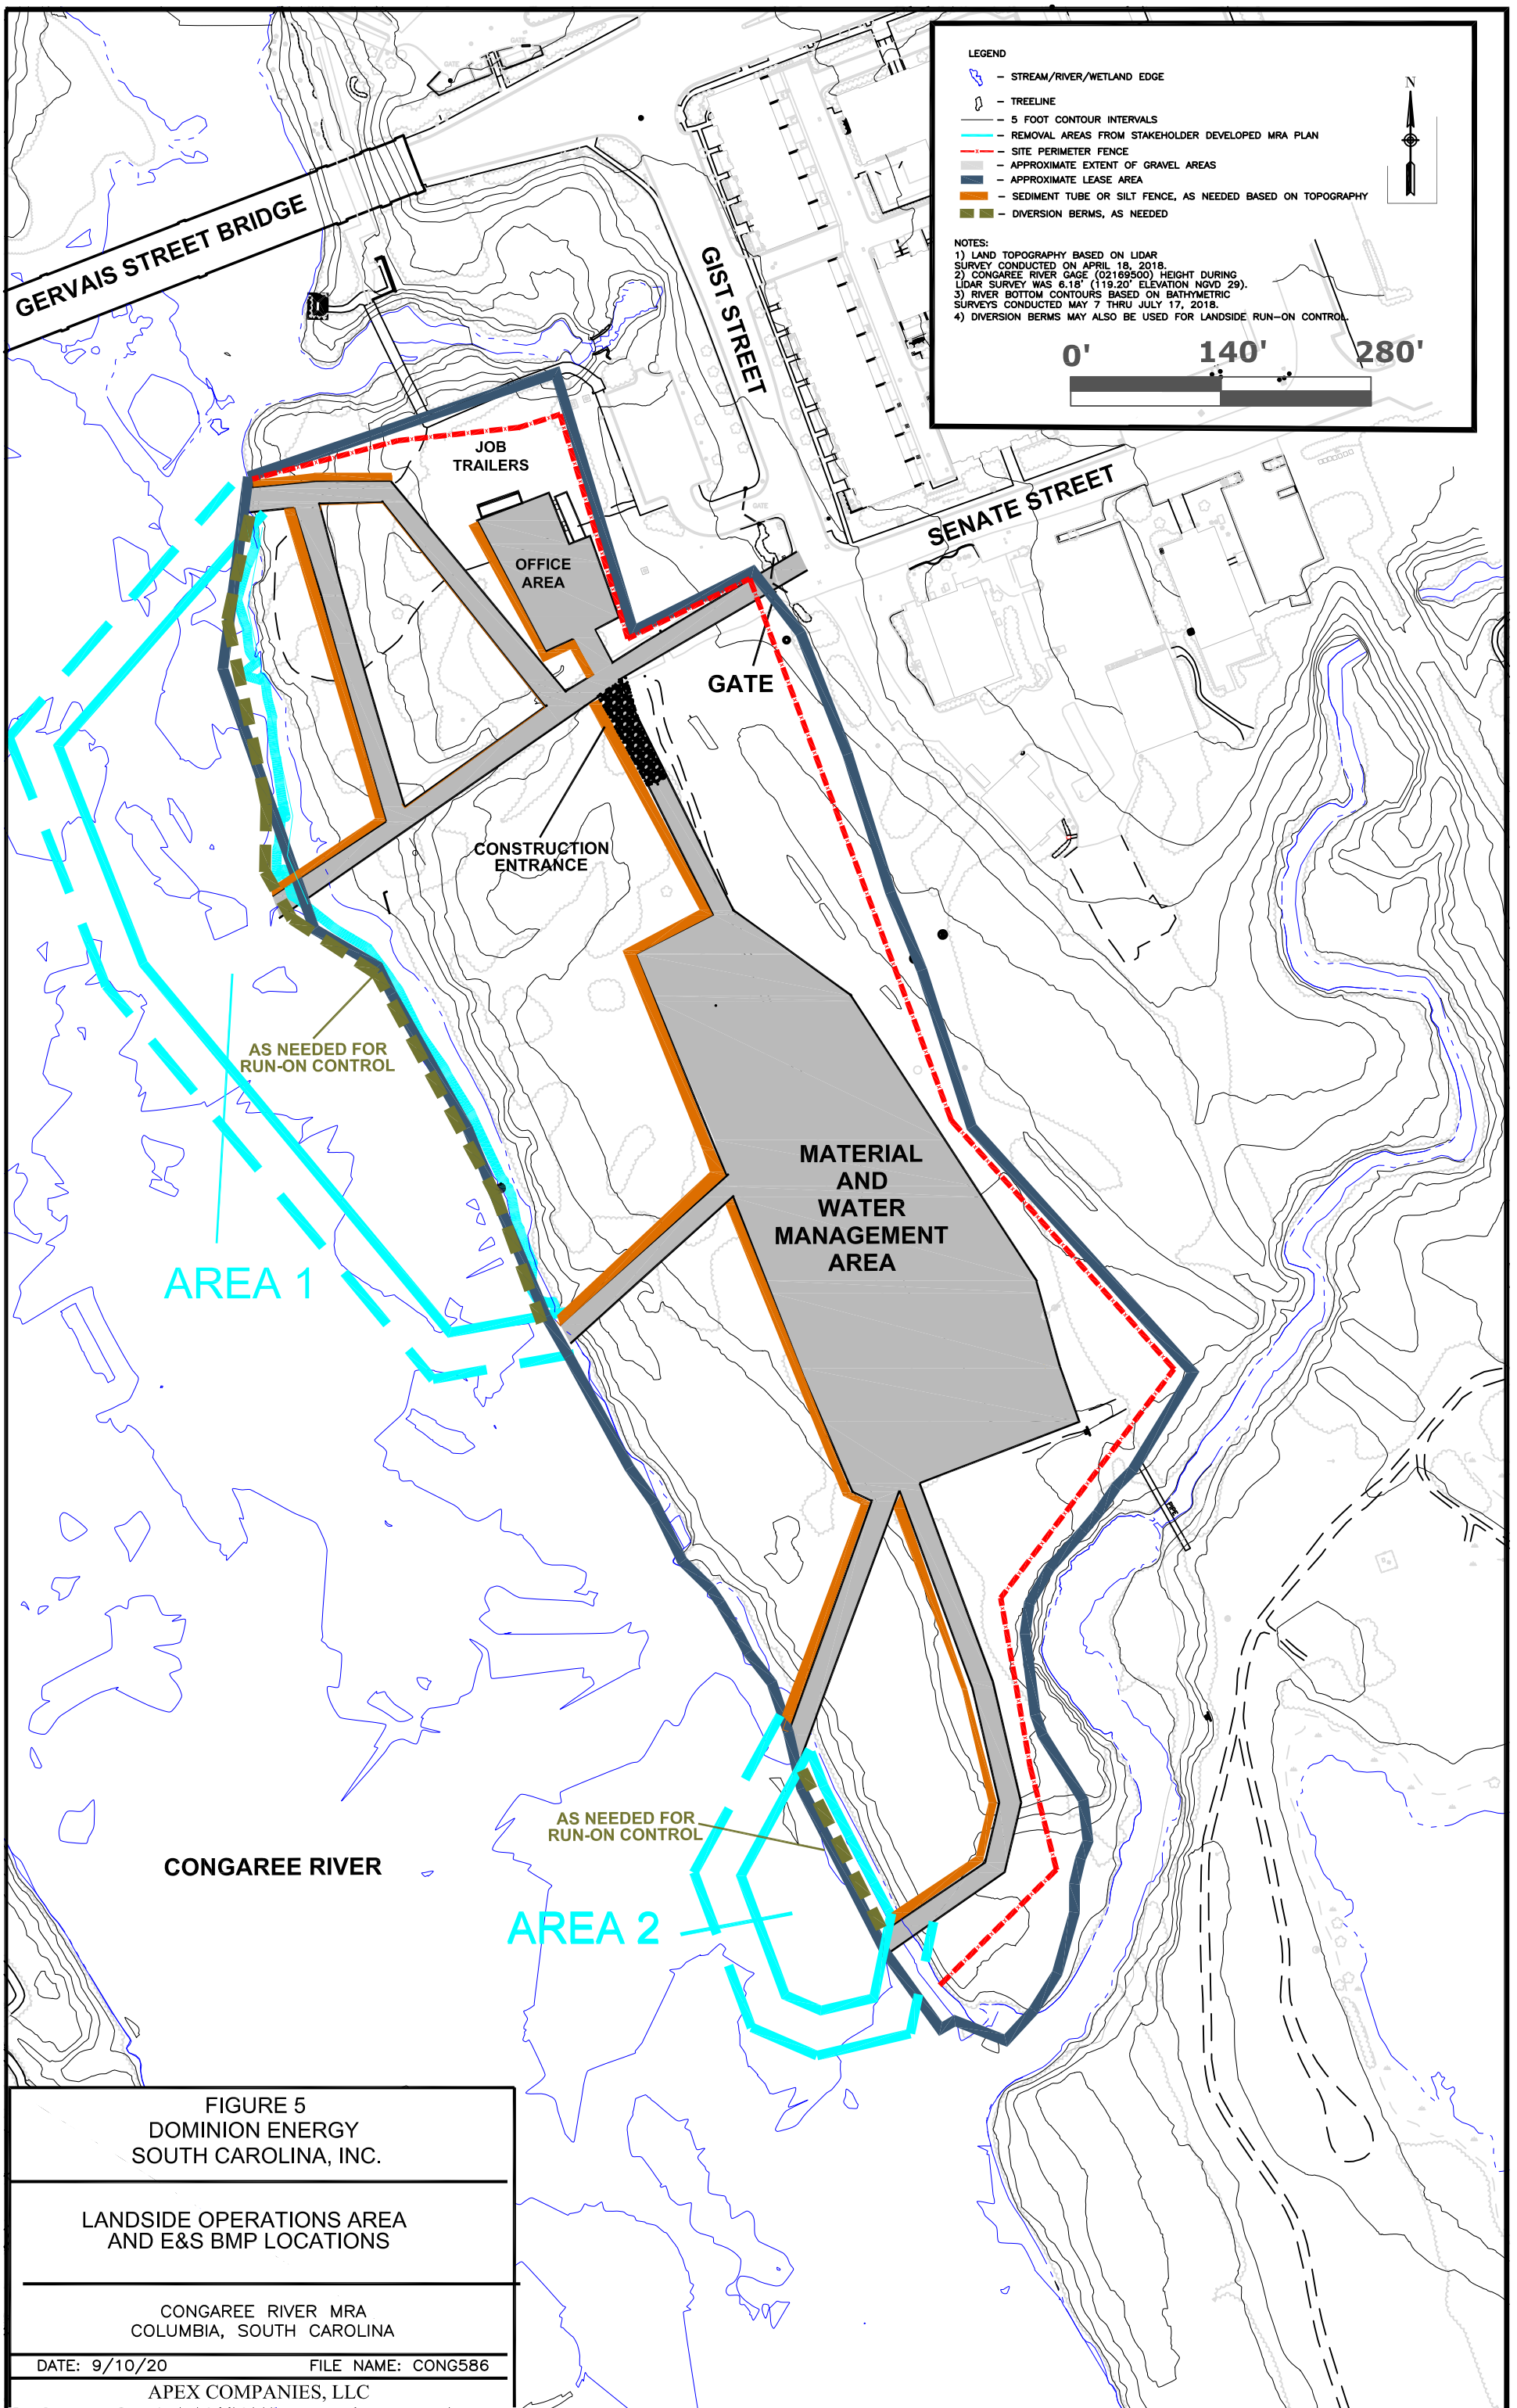 LEGEND
– STREAM/RIVER/WETLAND EDGE
– TREELINE
– 5 FOOT CONTOUR INTERVALS
– REMOVAL AREAS FROM STAKEHOLDER DEVELOPED MRA PLAN
– SITE PERIMETER FENCE
– APPROXIMATE EXTENT OF GRAVEL AREAS
– APPROXIMATE LEASE AREA
– SEDIMENT TUBE OR SILT FENCE, AS NEEDED BASED ON TOPOGRAPHY
– DIVERSION BERMS, AS NEEDED
N
NOTES:
1) LAND TOPOGRAPHY BASED ON LIDAR
SURVEY CONDUCTED ON APRIL 18, 2018.
2) CONGAREE RIVER GAGE (02169500) HEIGHT DURING
LIDAR SURVEY WAS 6.18' (119.20' ELEVATION NGVD 29).
3) RIVER BOTTOM CONTOURS BASED ON BATHYMETRIC
SURVEYS CONDUCTED MAY 7 THRU JULY 17, 2018.
4) DIVERSION BERMS MAY ALSO BE USED FOR LANDSIDE RUN-ON CONTROL.
0' 140' 280'
GATE
GATE
GERVAIS STREET BRIDGE
GIST STREET
SENATE STREET
JOB
TRAILERS
OFFICE
AREA
GATE
GATE
CONSTRUCTION
ENTRANCE
AS NEEDED FOR
RUN-ON CONTROL
MATERIAL
AND
WATER
MANAGEMENT
AREA
AREA 1
PIPE
AS NEEDED FOR
RUN-ON CONTROL
CONGAREE RIVER
AREA 2
FIGURE 5
DOMINION ENERGY
SOUTH CAROLINA, INC.
LANDSIDE OPERATIONS AREA
AND E&S BMP LOCATIONS
CONGAREE RIVER MRA
COLUMBIA, SOUTH CAROLINA
DATE: 9/10/20 FILE NAME: CONG586
APEX COMPANIES, LLC